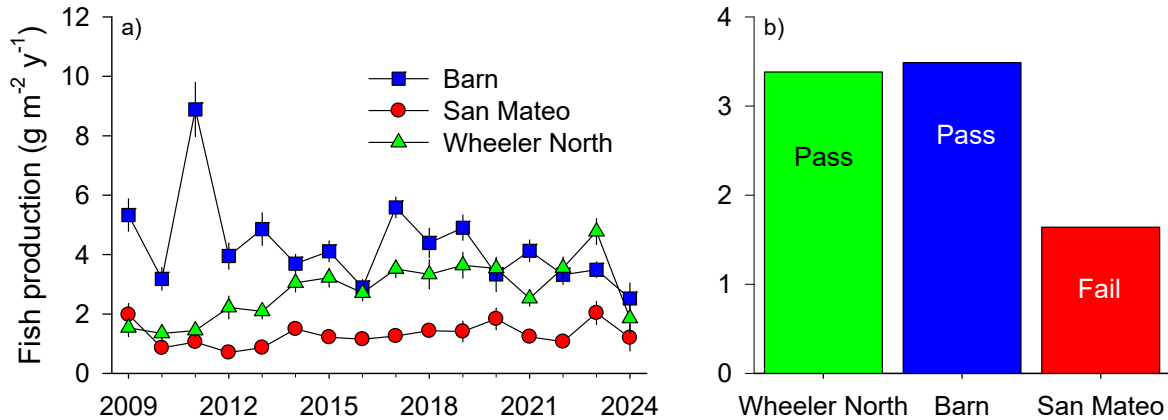 a)
Fish production (g m⁻² y⁻¹)
12
10
8
6
4
2
0
Barn
San Mateo
Wheeler North
2009 2012 2015 2018 2021 2024
b)
4
3
2
1
0
Pass
Pass
Fail
Wheeler North Barn San Mateo